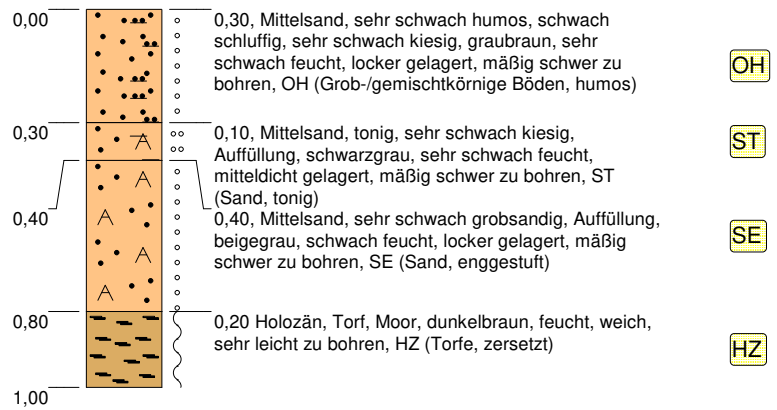 0,00
0,30, Mittelsand, sehr schwach humos, schwach
schluffig, sehr schwach kiesig, graubraun, sehr
schwach feucht, locker gelagert, mäßig schwer zu
bohren, OH (Grob-/gemischtkörnige Böden, humos)
OH
0,30
0,10, Mittelsand, tonig, sehr schwach kiesig,
Auffüllung, schwarzgrau, sehr schwach feucht,
mitteldicht gelagert, mäßig schwer zu bohren, ST
(Sand, tonig)
ST
A
A
0,40
0,40, Mittelsand, sehr schwach grobsandig, Auffüllung,
beigegrau, schwach feucht, locker gelagert, mäßig
schwer zu bohren, SE (Sand, enggestuft)
SE
A
A
A
0,80
0,20 Holozän, Torf, Moor, dunkelbraun, feucht, weich,
sehr leicht zu bohren, HZ (Torfe, zersetzt)
HZ
1,00